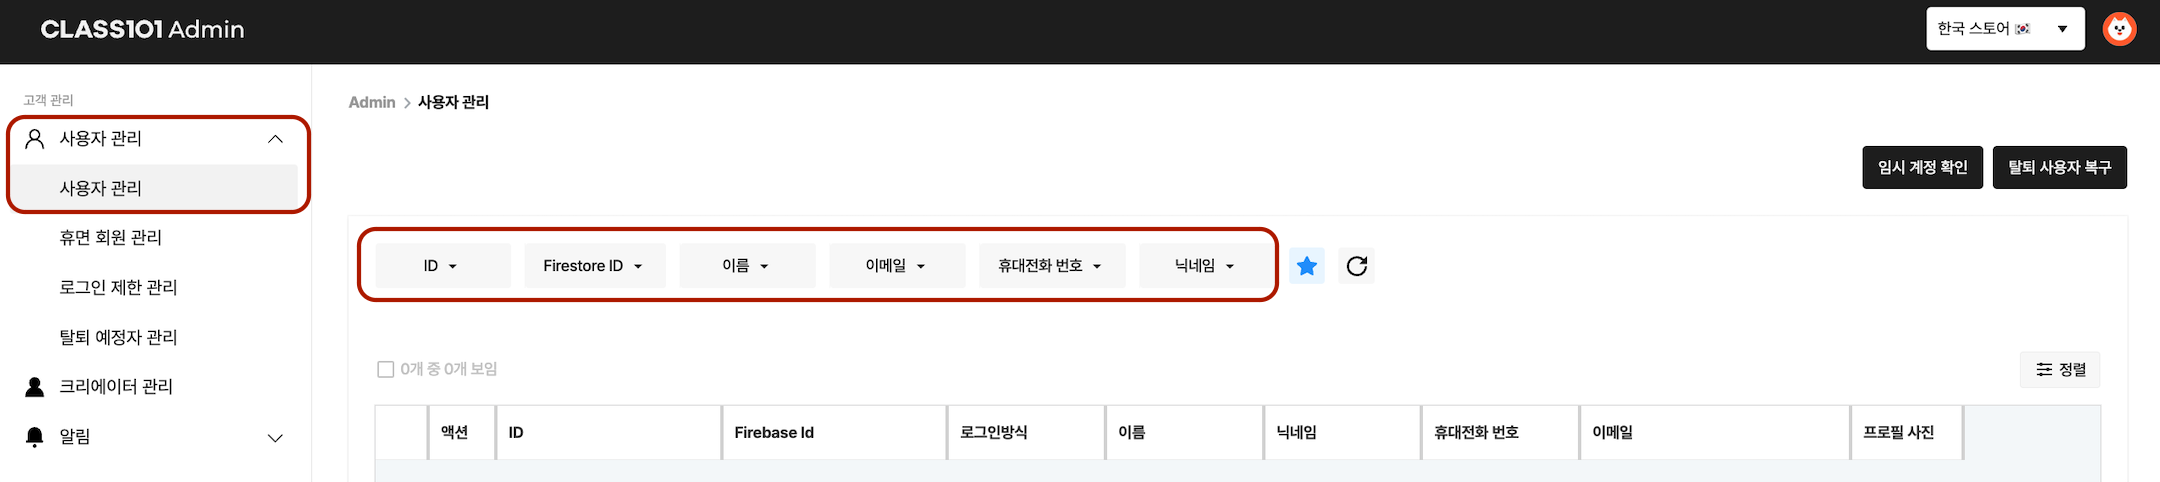 CLASS101 Admin
한국 스토어 🇰🇷
고객 관리
사용자 관리
사용자 관리
휴면 회원 관리
로그인 제한 관리
탈퇴 예정자 관리
크리에이터 관리
알림
Admin > 사용자 관리
임시 계정 확인
탈퇴 사용자 복구
ID
Firestore ID
이름
이메일
휴대전화 번호
닉네임
0개 중 0개 보임
정렬
액션
ID
Firebase Id
로그인방식
이름
닉네임
휴대전화 번호
이메일
프로필 사진